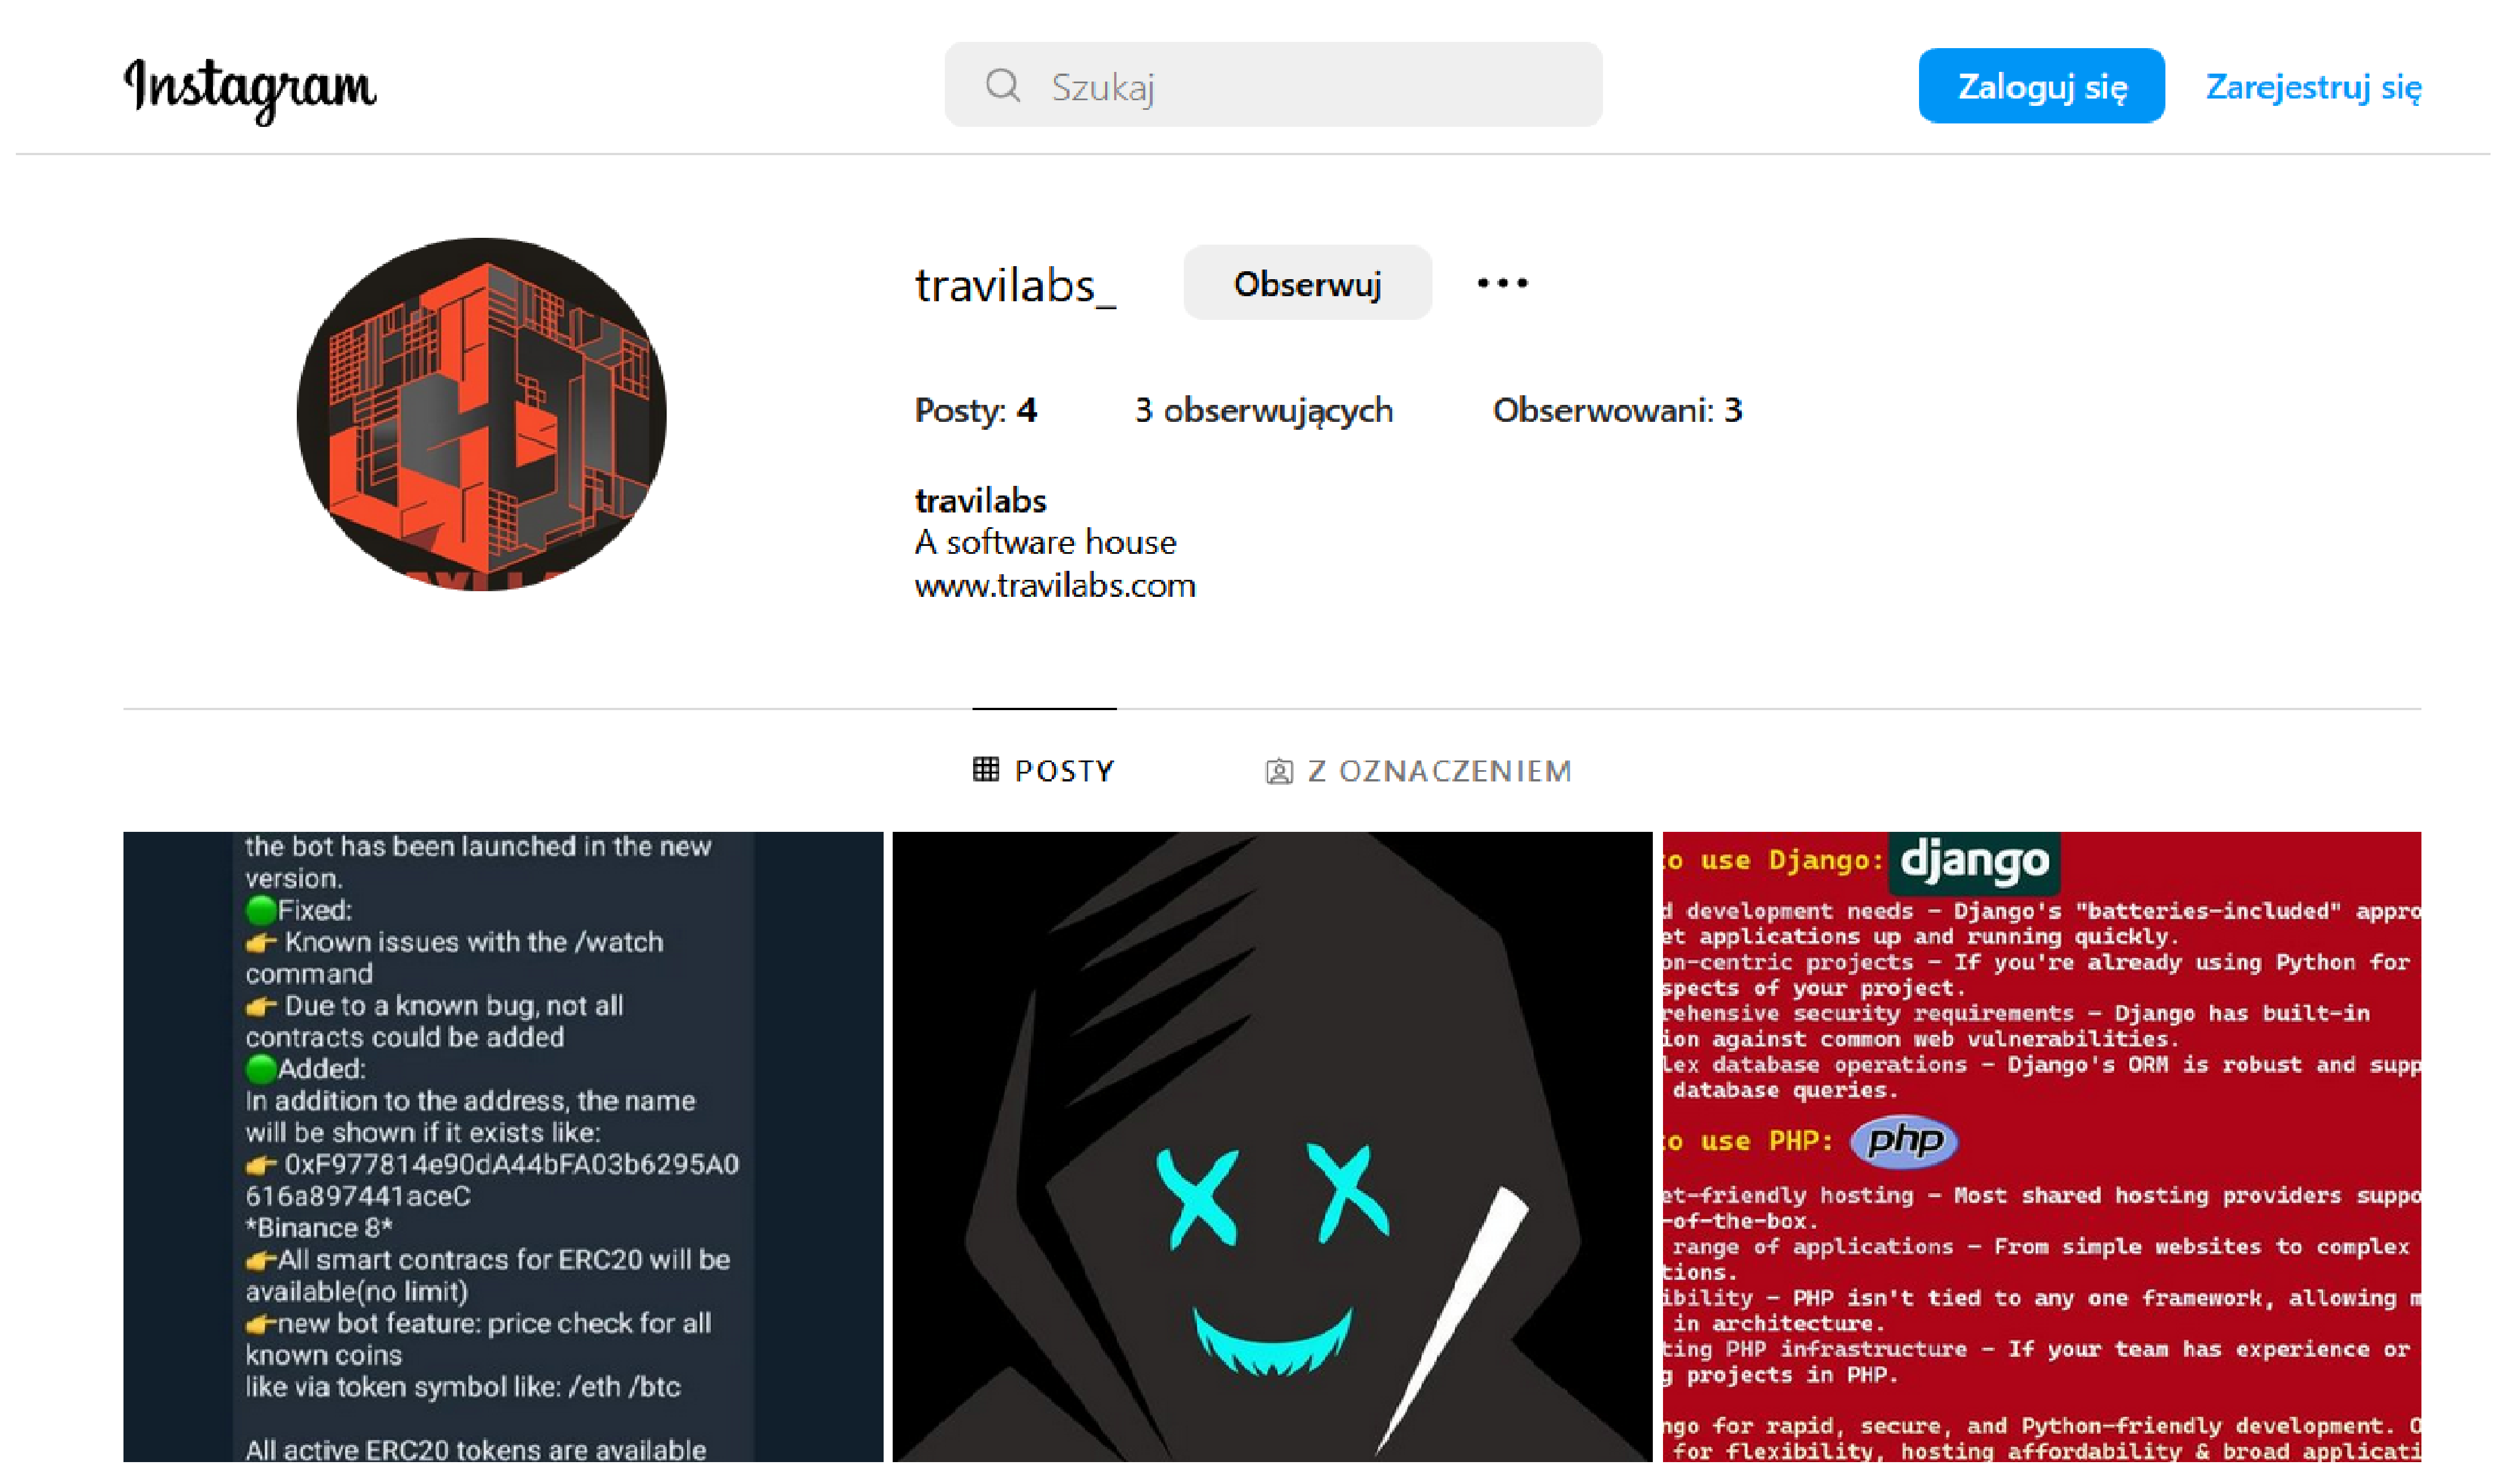 Instagram
Szukaj
Zaloguj się
Zarejestruj się
travilabs_
Obserwuj
Posty: 4
3 obserwujących
Obserwowani: 3
travilabs
A software house
www.travilabs.com
POSTY
Z OZNACZENIEM
the bot has been launched in the new
version.
Fixed:
Known issues with the /watch
command
Due to a known bug, not all
contracts could be added
Added:
In addition to the address, the name
will be shown if it exists like:
0xF977814e90dA44bFA03b6295A0
616a897441aceC
*Binance 8*
All smart contracs for ERC20 will be
available(no limit)
new bot feature: price check for all
known coins
like via token symbol like: /eth /btc
All active ERC20 tokens are available
o use Django: django
d development needs – Django's "batteries-included" appro
et applications up and running quickly.
on-centric projects – If you're already using Python for
spects of your project.
rehensive security requirements – Django has built-in
ion against common web vulnerabilities.
lex database operations – Django's ORM is robust and supp
database queries.
o use PHP: php
et-friendly hosting – Most shared hosting providers suppo
-of-the-box.
range of applications – From simple websites to complex
tions.
ibility – PHP isn't tied to any one framework, allowing m
in architecture.
ting PHP infrastructure – If your team has experience or
g projects in PHP.
ngo for rapid, secure, and Python-friendly development. O
for flexibility, hosting affordability & broad applicati